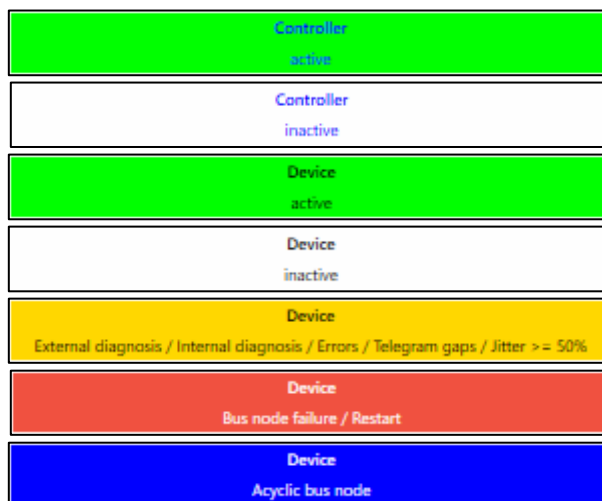 Controller
active
Controller
inactive
Device
active
Device
inactive
Device
External diagnosis / Internal diagnosis / Errors / Telegram gaps / Jitter >= 50%
Device
Bus node failure / Restart
Device
Acyclic bus node